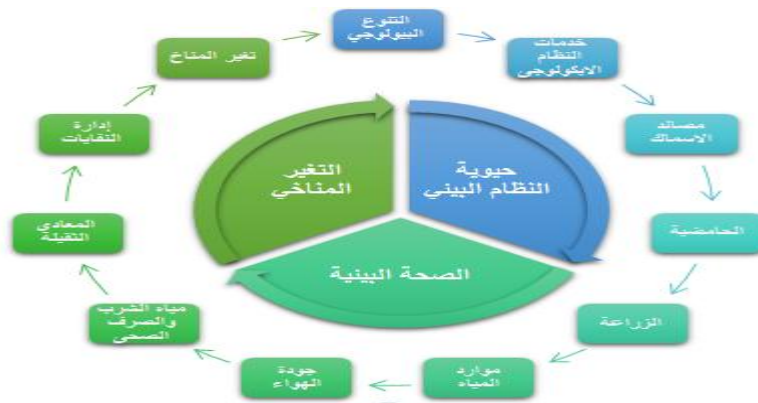 التنوع
البيولوجي
خدمات
النظام
الايكولوجى
مصائد
الاسماك
الحامضية
الزراعة
موارد
المياه
جودة
الهواء
مياه الشرب
والصرف
الصحى
المعادن
الثقيلة
إدارة
النفايات
تغير المناخ
حيوية
النظام البيئي
الصحة البيئية
التغير
المناخي